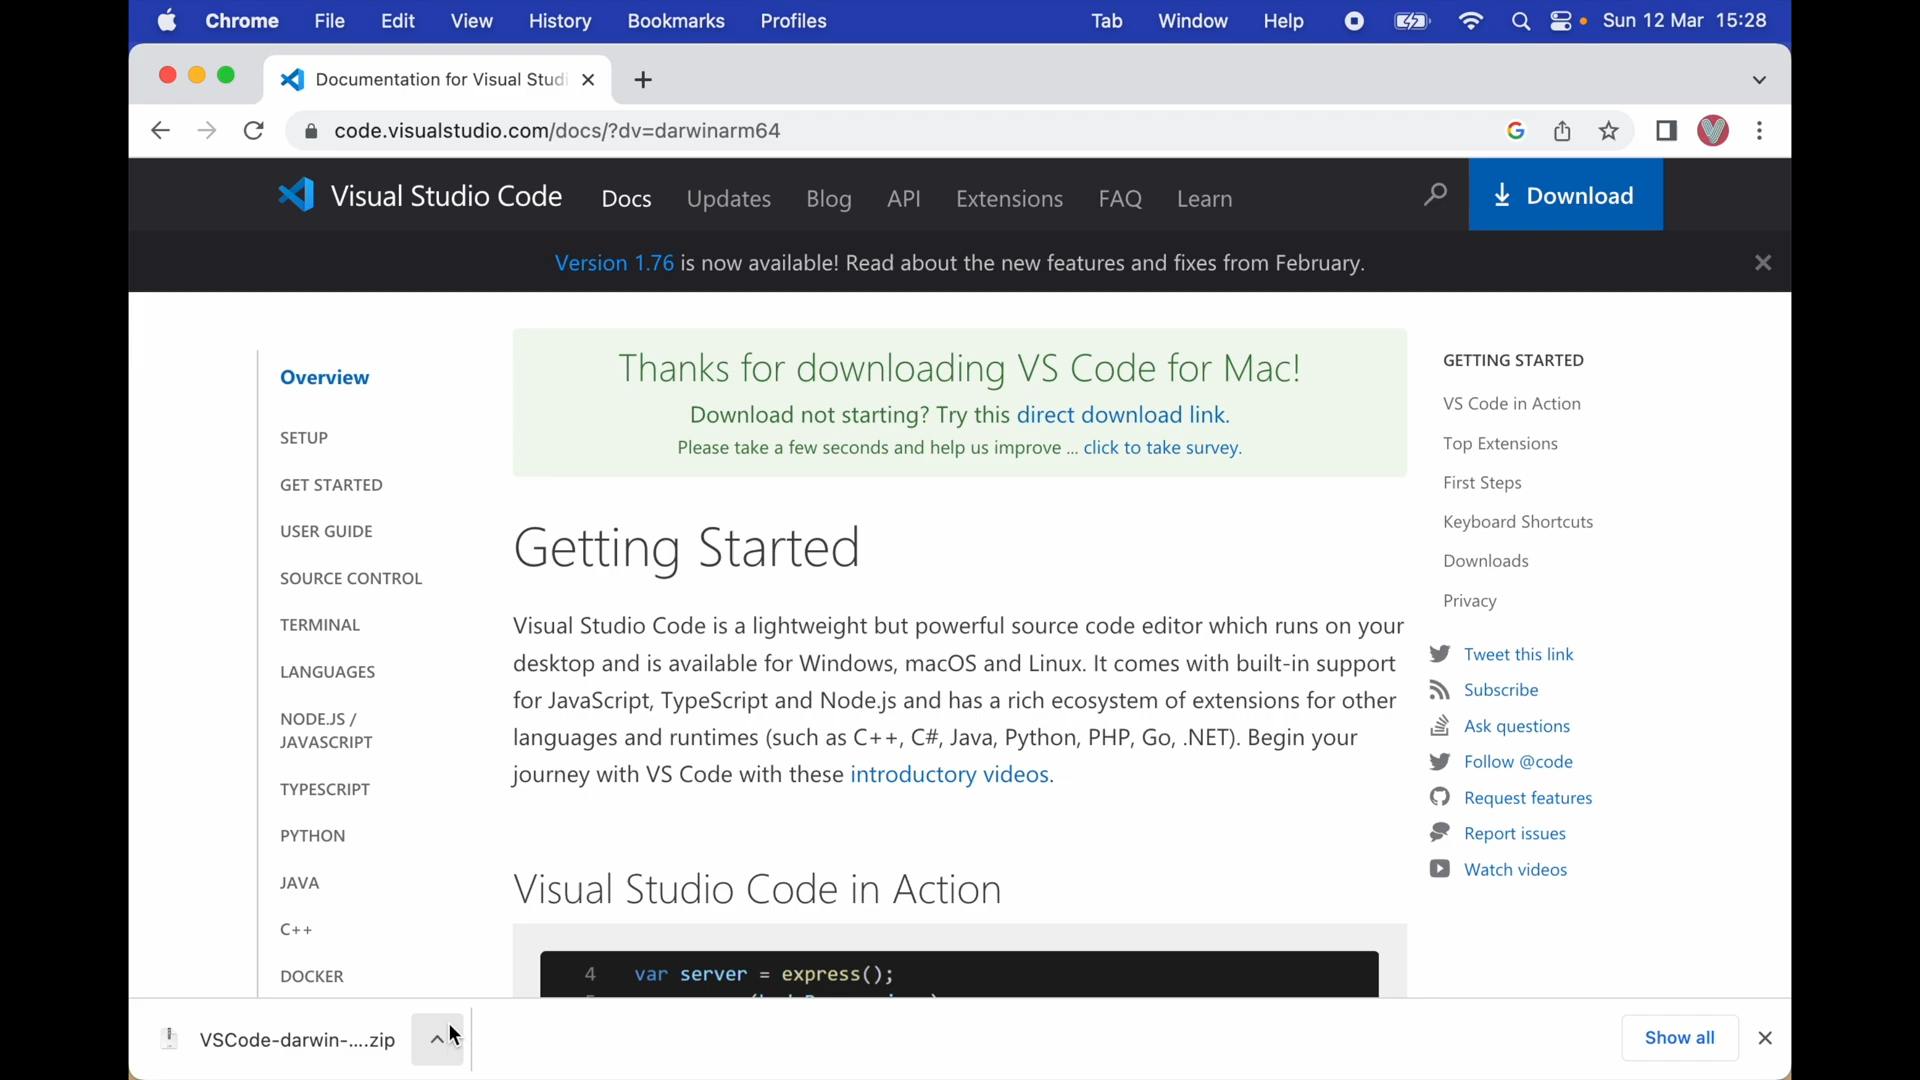 Chrome File Edit View History Bookmarks Profiles Tab Window Help Sun 12 Mar 15:28
Documentation for Visual Studi
code.visualstudio.com/docs/?dv=darwinarm64
Visual Studio Code Docs Updates Blog API Extensions FAQ Learn Download
Version 1.76 is now available! Read about the new features and fixes from February.
Overview
SETUP
GET STARTED
USER GUIDE
SOURCE CONTROL
TERMINAL
LANGUAGES
NODE.JS /
JAVASCRIPT
TYPESCRIPT
PYTHON
JAVA
C++
DOCKER
Thanks for downloading VS Code for Mac!
Download not starting? Try this direct download link.
Please take a few seconds and help us improve ... click to take survey.
Getting Started
Visual Studio Code is a lightweight but powerful source code editor which runs on your
desktop and is available for Windows, macOS and Linux. It comes with built-in support
for JavaScript, TypeScript and Node.js and has a rich ecosystem of extensions for other
languages and runtimes (such as C++, C#, Java, Python, PHP, Go, .NET). Begin your
journey with VS Code with these introductory videos.
Visual Studio Code in Action
4 var server = express();
GETTING STARTED
VS Code in Action
Top Extensions
First Steps
Keyboard Shortcuts
Downloads
Privacy
Tweet this link
Subscribe
Ask questions
Follow @code
Request features
Report issues
Watch videos
VSCode-darwin-....zip
Show all